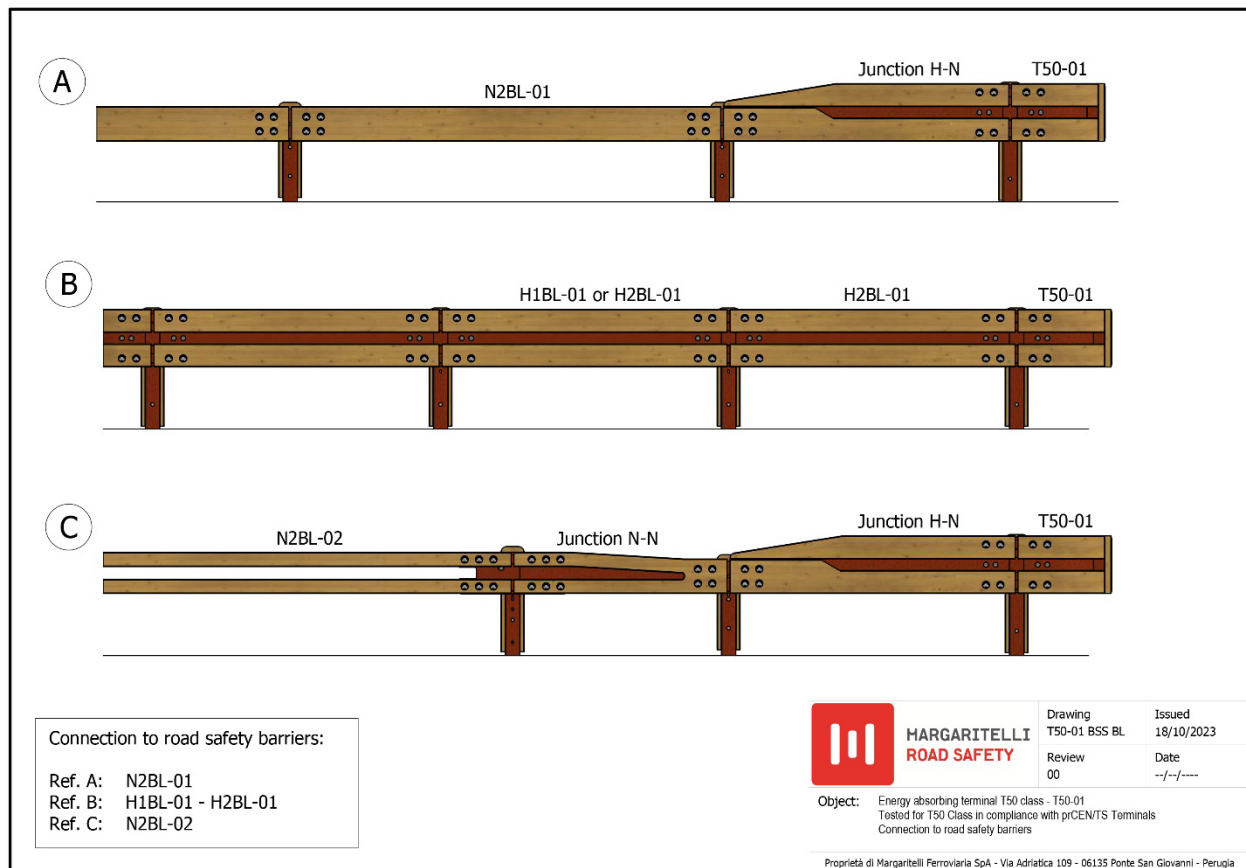 A
N2BL-01
Junction H-N
T50-01
B
H1BL-01 or H2BL-01
H2BL-01
T50-01
C
N2BL-02
Junction N-N
Junction H-N
T50-01
Connection to road safety barriers:
Ref. A: N2BL-01
Ref. B: H1BL-01 - H2BL-01
Ref. C: N2BL-02
MARGARITELLI
ROAD SAFETY
Drawing
T50-01 BSS BL
Issued
18/10/2023
Review
00
Date
--/--/----
Object: Energy absorbing terminal T50 class - T50-01
Tested for T50 Class in compliance with prCEN/TS Terminals
Connection to road safety barriers
Proprietà di Margaritelli Ferroviaria SpA - Via Adriatica 109 - 06135 Ponte San Giovanni - Perugia